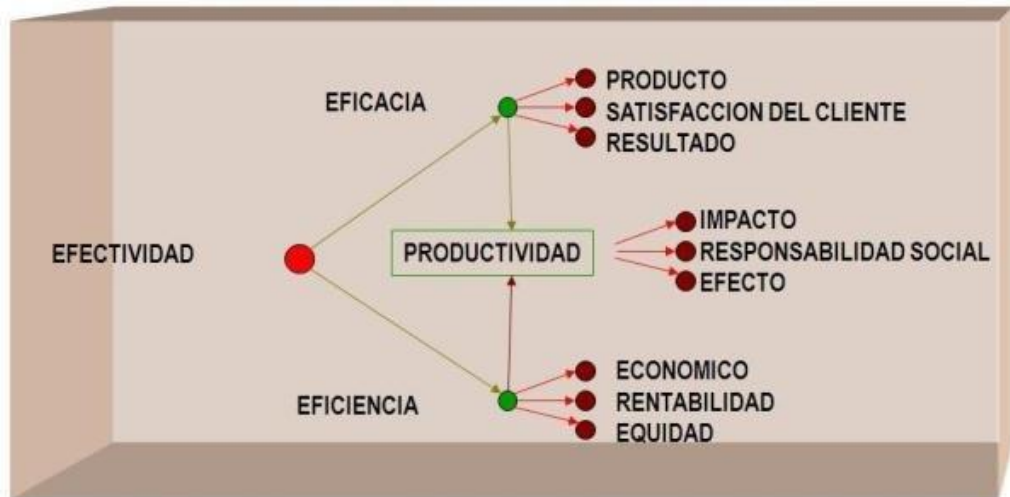 EFICACIA
PRODUCTO
SATISFACCION DEL CLIENTE
RESULTADO
EFECTIVIDAD
PRODUCTIVIDAD
IMPACTO
RESPONSABILIDAD SOCIAL
EFECTO
EFICIENCIA
ECONOMICO
RENTABILIDAD
EQUIDAD